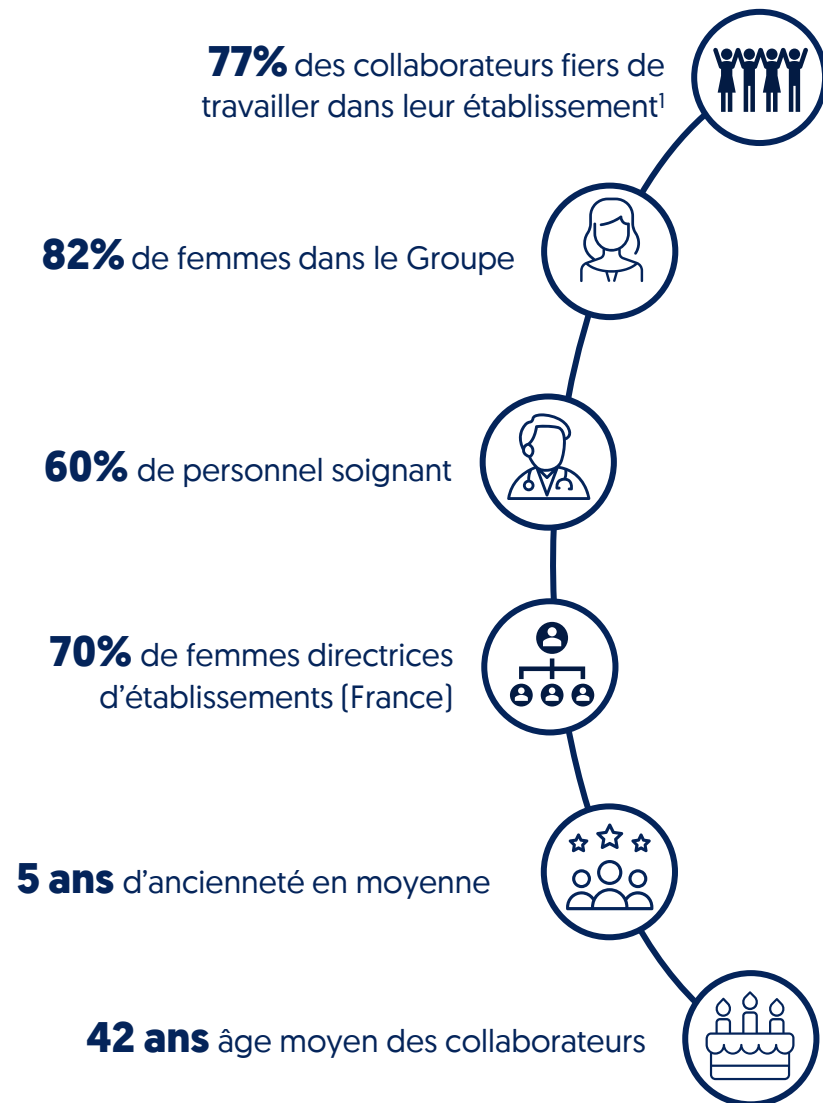 77% des collaborateurs fiers de
travailler dans leur établissement¹
82% de femmes dans le Groupe
60% de personnel soignant
70% de femmes directrices
d’établissements (France)
5 ans d’ancienneté en moyenne
42 ans âge moyen des collaborateurs